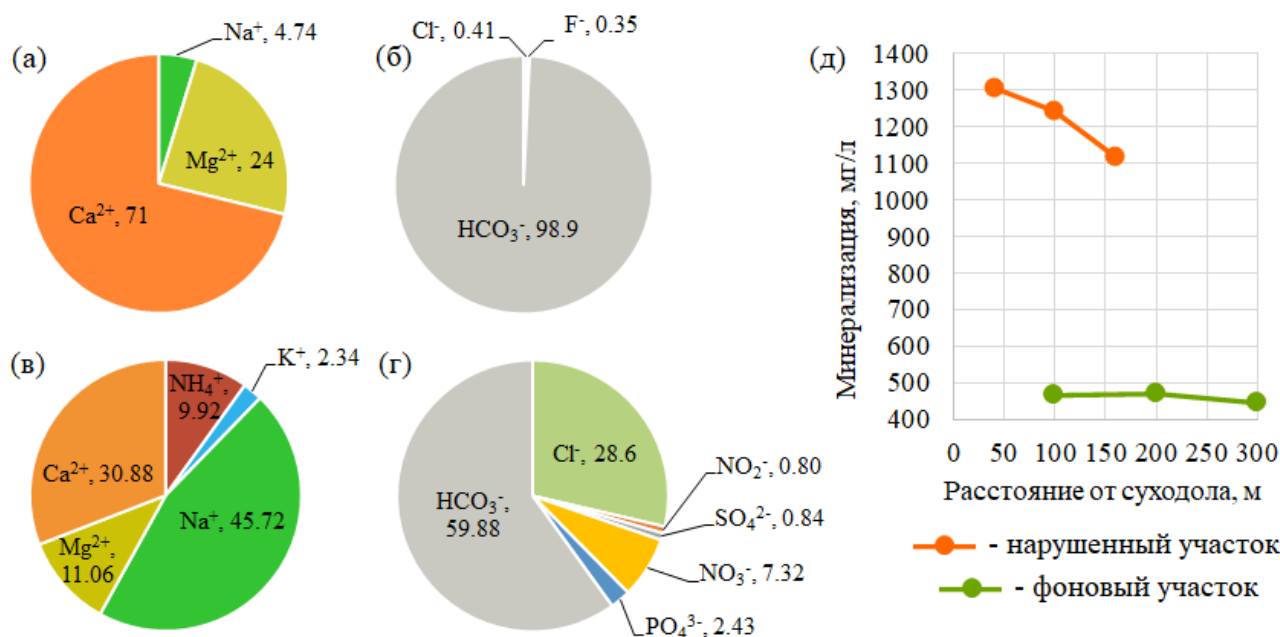 (а)
Na⁺, 4.74
Mg²⁺, 24
Ca²⁺, 71
(б)
Cl⁻, 0.41
F⁻, 0.35
HCO₃⁻, 98.9
(в)
NH₄⁺,
9.92
K⁺, 2.34
Ca²⁺, 30.88
Na⁺, 45.72
Mg²⁺,
11.06
(г)
Cl⁻, 28.6
NO₂⁻, 0.80
SO₄²⁻, 0.84
HCO₃⁻,
59.88
NO₃⁻, 7.32
PO₄³⁻, 2.43
(д)
Минерализация, мг/л
1400
1300
1200
1100
1000
900
800
700
600
500
400
0 50 100 150 200 250 300
Расстояние от суходола, м
- нарушенный участок
- фоновый участок